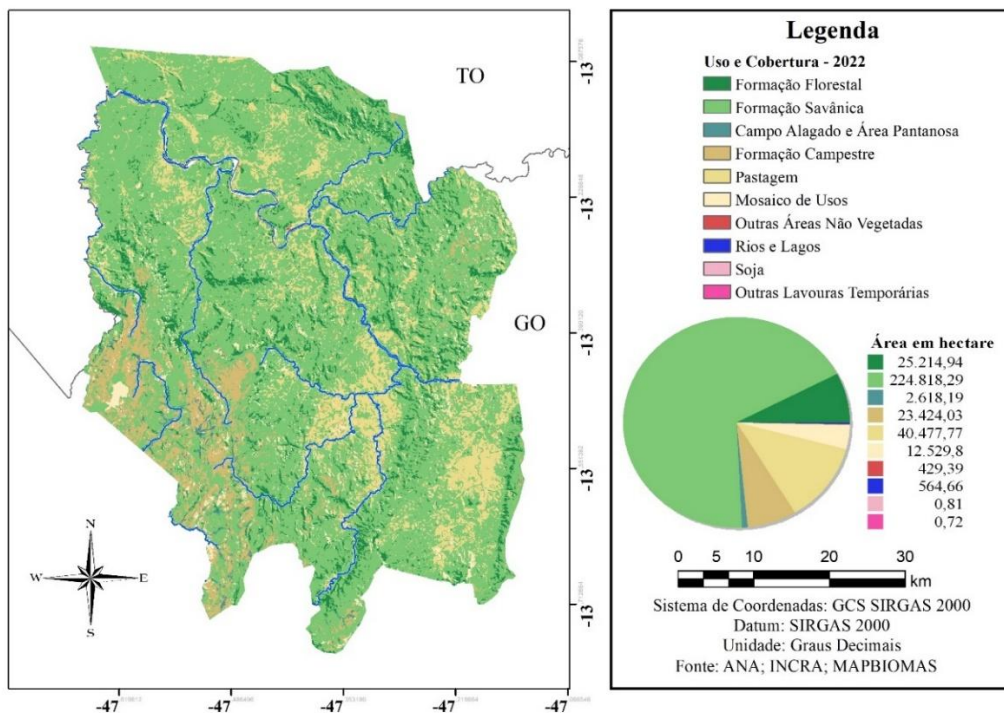 TO
GO
-13
-13
-13
-13
-13
-47
-47
-47
-47
-47
N
W
E
S
Legenda
Uso e Cobertura - 2022
Formação Florestal
Formação Savânica
Campo Alagado e Área Pantanosa
Formação Campestre
Pastagem
Mosaico de Usos
Outras Áreas Não Vegetadas
Rios e Lagos
Soja
Outras Lavouras Temporárias
Área em hectare
25.214,94
224.818,29
2.618,19
23.424,03
40.477,77
12.529,8
429,39
564,66
0,81
0,72
0 5 10 20 30
km
Sistema de Coordenadas: GCS SIRGAS 2000
Datum: SIRGAS 2000
Unidade: Graus Decimais
Fonte: ANA; INCRA; MAPBIOMAS